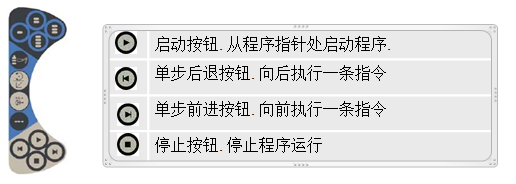 启动按钮. 从程序指针处启动程序.
单步后退按钮. 向后执行一条指令
单步前进按钮. 向前执行一条指令
停止按钮. 停止程序运行